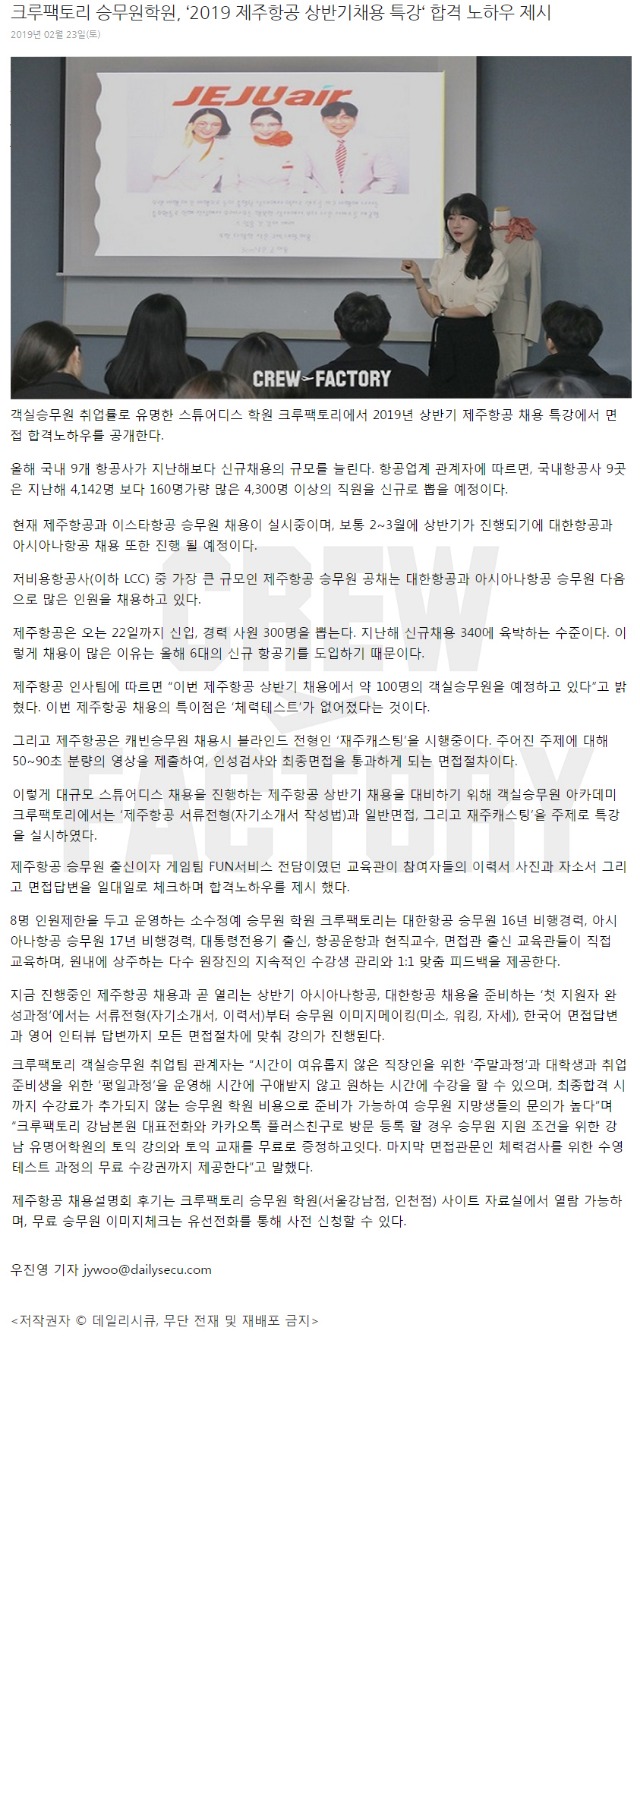 크루팩토리 승무원학원, ‘2019 제주항공 상반기채용 특강‘ 합격 노하우 제시
2019년 02월 23일(토)
JEJUair
CREW FACTORY
객실승무원 취업률로 유명한 스튜어디스 학원 크루팩토리에서 2019년 상반기 제주항공 채용 특강에서 면
접 합격노하우를 공개한다.
올해 국내 9개 항공사가 지난해보다 신규채용의 규모를 늘린다. 항공업계 관계자에 따르면, 국내항공사 9곳
은 지난해 4,142명 보다 160명가량 많은 4,300명 이상의 직원을 신규로 뽑을 예정이다.
현재 제주항공과 이스타항공 승무원 채용이 실시중이며, 보통 2~3월에 상반기가 진행되기에 대한항공과
아시아나항공 채용 또한 진행 될 예정이다.
저비용항공사(이하 LCC) 중 가장 큰 규모인 제주항공 승무원 공채는 대한항공과 아시아나항공 승무원 다음
으로 많은 인원을 채용하고 있다.
제주항공은 오는 22일까지 신입, 경력 사원 300명을 뽑는다. 지난해 신규채용 340에 육박하는 수준이다. 이
렇게 채용이 많은 이유는 올해 6대의 신규 항공기를 도입하기 때문이다.
제주항공 인사팀에 따르면 “이번 제주항공 상반기 채용에서 약 100명의 객실승무원을 예정하고 있다”고 밝
혔다. 이번 제주항공 채용의 특이점은 ‘체력테스트’가 없어졌다는 것이다.
그리고 제주항공은 캐빈승무원 채용시 블라인드 전형인 ‘재주캐스팅’을 시행중이다. 주어진 주제에 대해
50~90초 분량의 영상을 제출하여, 인성검사와 최종면접을 통과하게 되는 면접절차이다.
이렇게 대규모 스튜어디스 채용을 진행하는 제주항공 상반기 채용을 대비하기 위해 객실승무원 아카데미
크루팩토리에서는 ‘제주항공 서류전형(자기소개서 작성법)과 일반면접, 그리고 재주캐스팅’을 주제로 특강
을 실시하였다.
제주항공 승무원 출신이자 게임팀 FUN서비스 전담이였던 교육관이 참여자들의 이력서 사진과 자소서 그리
고 면접답변을 일대일로 체크하며 합격노하우를 제시 했다.
8명 인원제한을 두고 운영하는 소수정예 승무원 학원 크루팩토리는 대한항공 승무원 16년 비행경력, 아시
아나항공 승무원 17년 비행경력, 대통령전용기 출신, 항공운항과 현직교수, 면접관 출신 교육관들이 직접
교육하며, 원내에 상주하는 다수 원장진의 지속적인 수강생 관리와 1:1 맞춤 피드백을 제공한다.
지금 진행중인 제주항공 채용과 곧 열리는 상반기 아시아나항공, 대한항공 채용을 준비하는 ‘첫 지원자 완
성과정’에서는 서류전형(자기소개서, 이력서)부터 승무원 이미지메이킹(미소, 워킹, 자세), 한국어 면접답변
과 영어 인터뷰 답변까지 모든 면접절차에 맞춰 강의가 진행된다.
크루팩토리 객실승무원 취업팀 관계자는 “시간이 여유롭지 않은 직장인을 위한 ‘주말과정’과 대학생과 취업
준비생을 위한 ‘평일과정’을 운영해 시간에 구애받지 않고 원하는 시간에 수강을 할 수 있으며, 최종합격 시
까지 수강료가 추가되지 않는 승무원 학원 비용으로 준비가 가능하여 승무원 지망생들의 문의가 높다”며
“크루팩토리 강남본원 대표전화와 카카오톡 플러스친구로 방문 등록 할 경우 승무원 지원 조건을 위한 강
남 유명어학원의 토익 강의와 토익 교재를 무료로 증정하고잇다. 마지막 면접관문인 체력검사를 위한 수영
테스트 과정의 무료 수강권까지 제공한다”고 말했다.
제주항공 채용설명회 후기는 크루팩토리 승무원 학원(서울강남점, 인천점) 사이트 자료실에서 열람 가능하
며, 무료 승무원 이미지체크는 유선전화를 통해 사전 신청할 수 있다.
우진영 기자 jywoo@dailysecu.com
<저작권자 © 데일리시큐, 무단 전재 및 재배포 금지>
CREW
FACTORY